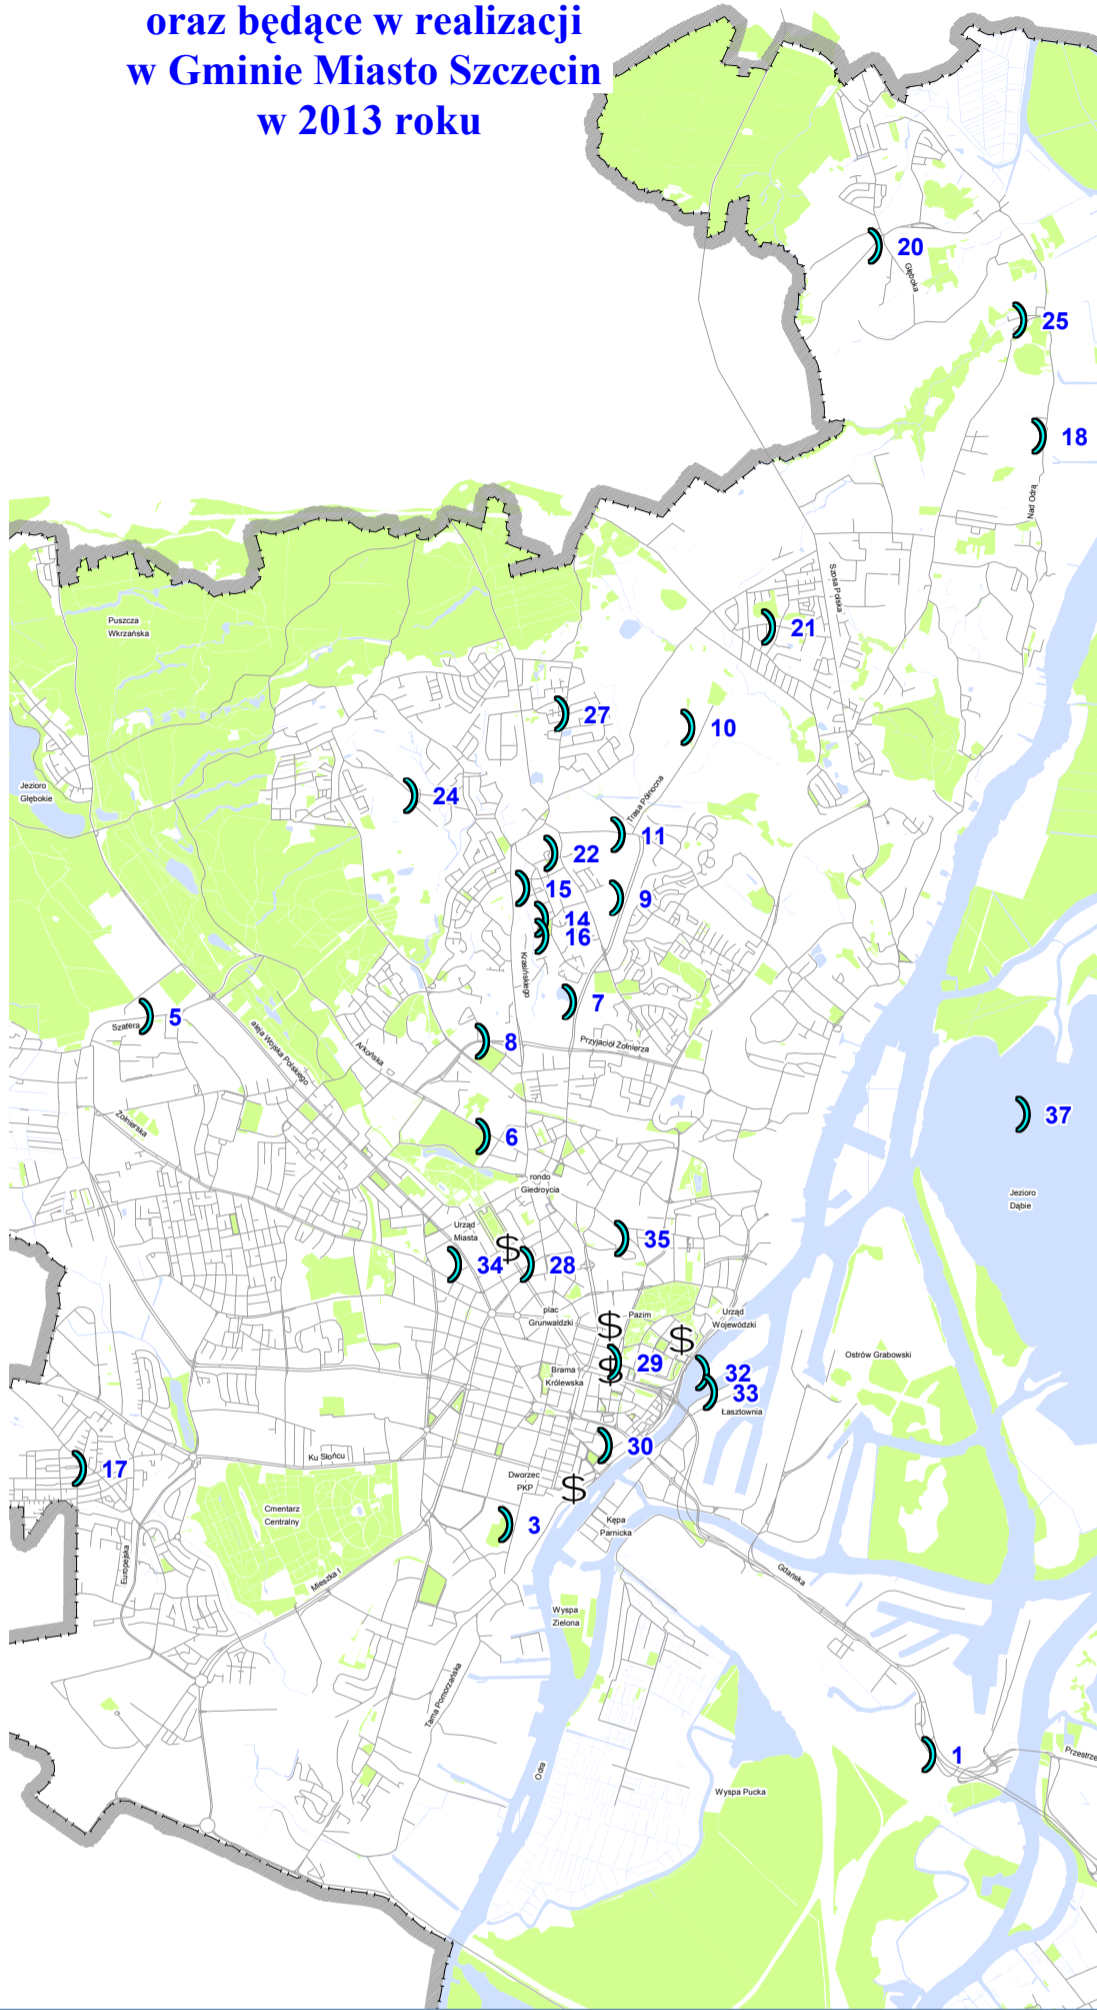 oraz będące w realizacji
w Gminie Miasto Szczecin
w 2013 roku
20
Głęboka
25
18
Nad Odrą
Szosa Polska
Puszcza
Wkrzańska
21
27
10
Jezioro
Głębokie
24
Trasa Północna
11
22
15
9
14
16
Krasińskiego
7
5
Szafera
8
aleja Wojska Polskiego
Arkońska
Przyjaciół Żołnierza
37
Żołnierska
6
rondo
Giedroycia
Jezioro
Dąbie
Urząd
Miasta
$
35
34
28
plac
Grunwaldzki
$
Pazim
$
Urząd
Wojewódzki
Brama
Królewska
$
29
32
33
Łasztownia
Ostrów Grabowski
30
Ku Słońcu
17
Dworzec
PKP
$
Cmentarz
Centralny
3
Kępa
Parnicka
Europejska
Mieszka I
Gdańska
Wyspa
Zielona
Tama Pomorzańska
Odra
1
Przestrze
Wyspa Pucka